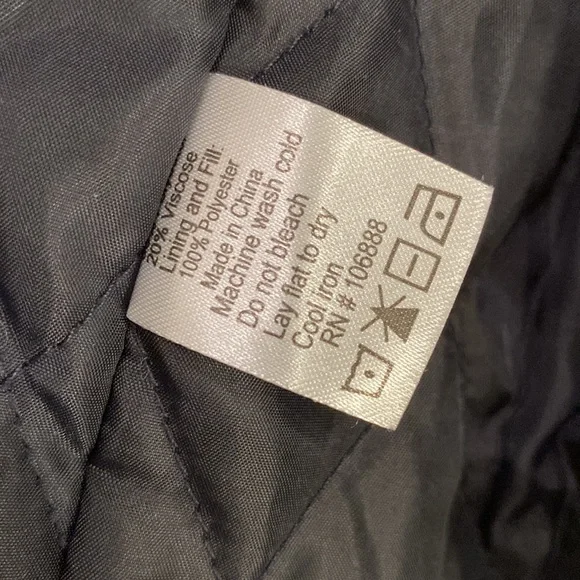 20% Viscose
Lining and Fill:
100% Polyester
Made in China
Machine wash cold
Do not bleach
Lay flat to dry
Cool iron
RN # 106888